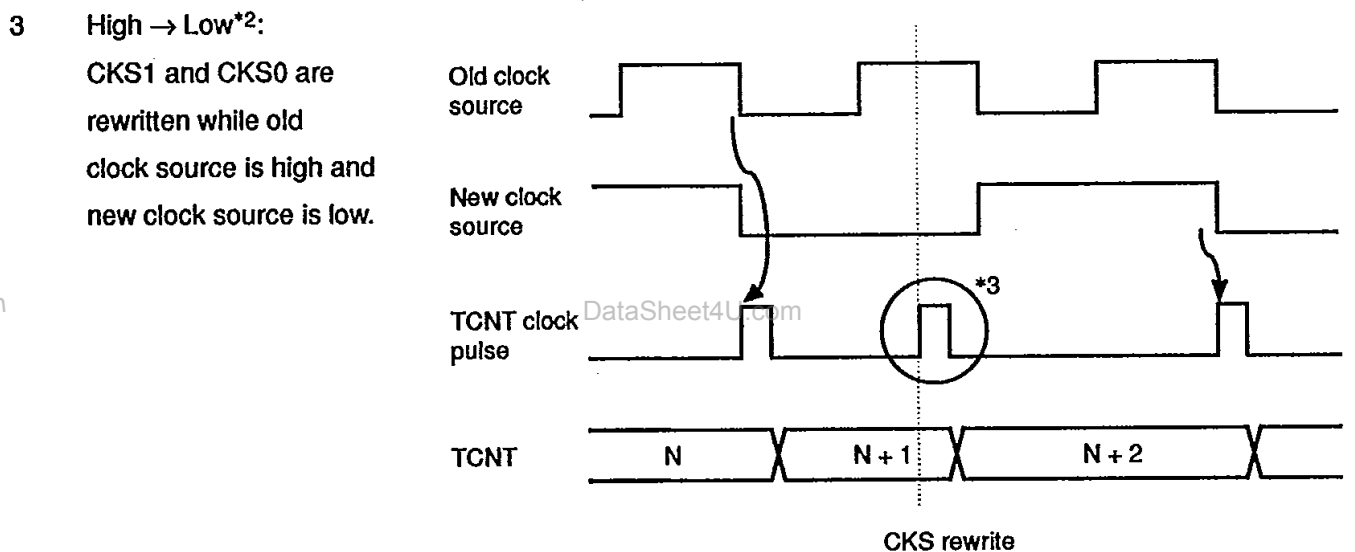 3 High → Low*2:
CKS1 and CKS0 are
rewritten while old
clock source is high and
new clock source is low.
Old clock
source
New clock
source
*3
TCNT clock
pulse
DataSheet4U.com
TCNT
N
N + 1
N + 2
CKS rewrite